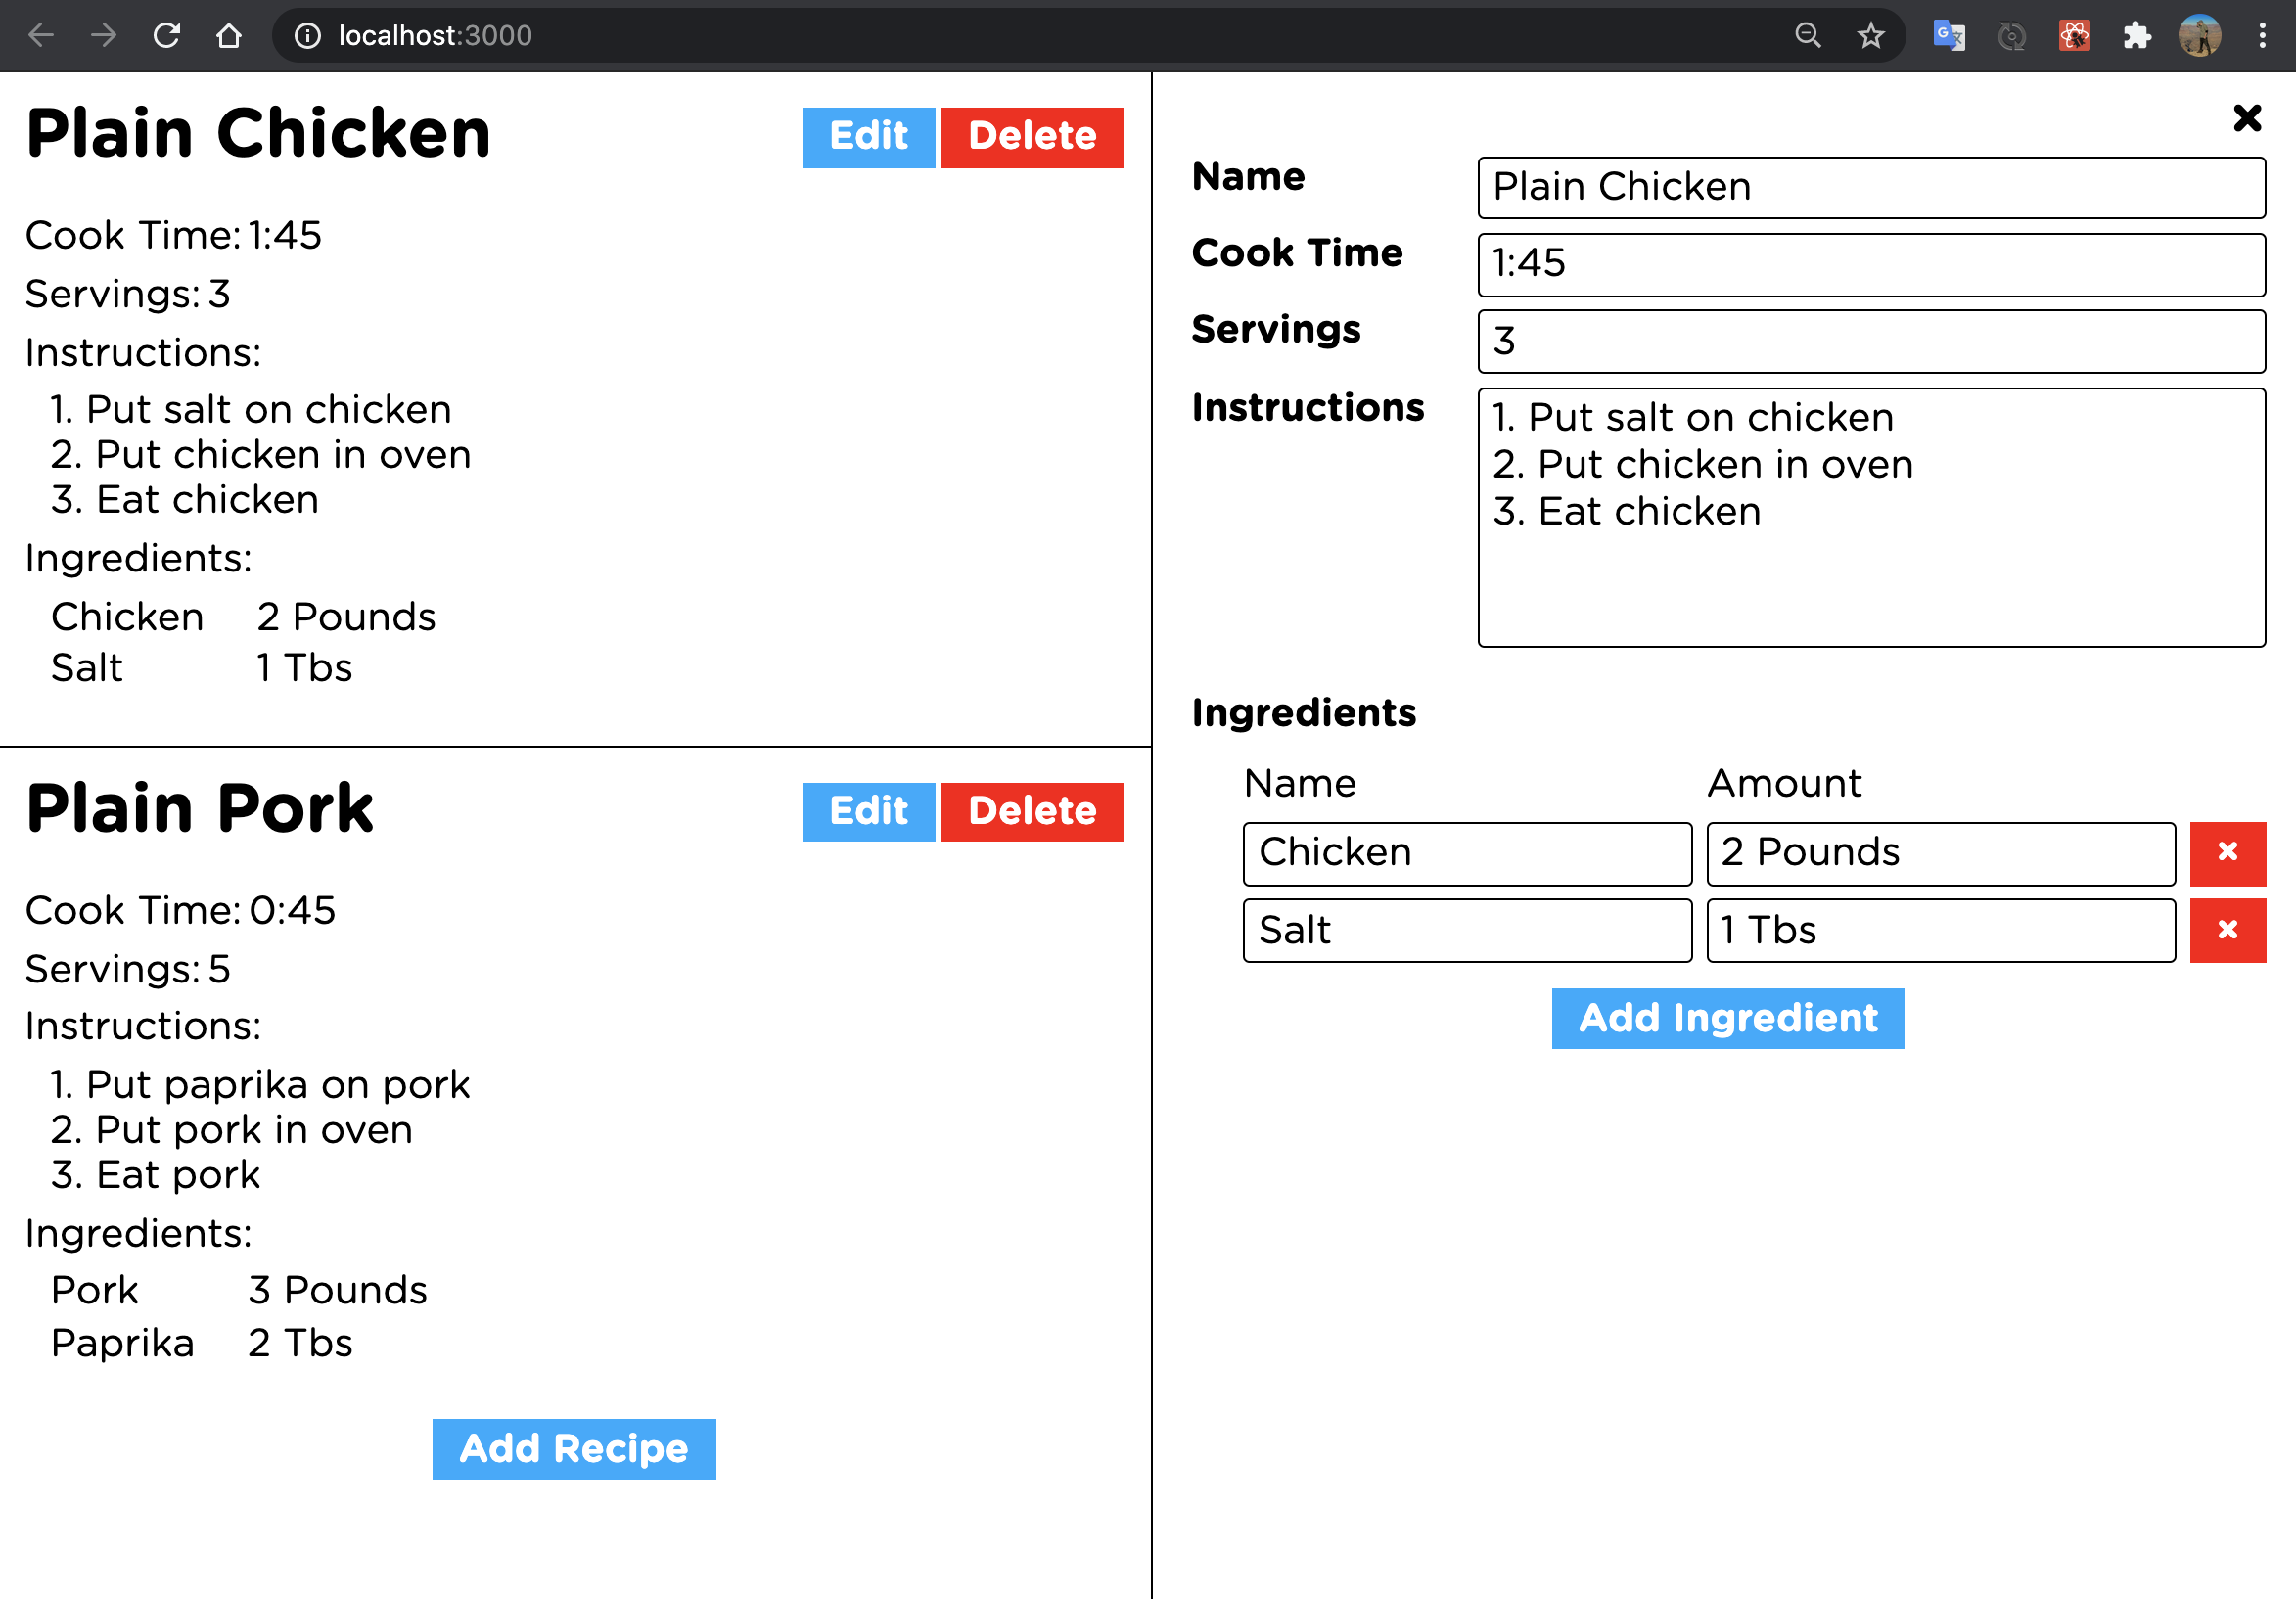 localhost:3000
Plain Chicken
Edit
Delete
Cook Time: 1:45
Servings: 3
Instructions:
1. Put salt on chicken
2. Put chicken in oven
3. Eat chicken
Ingredients:
Chicken 2 Pounds
Salt 1 Tbs
Plain Pork
Edit
Delete
Cook Time: 0:45
Servings: 5
Instructions:
1. Put paprika on pork
2. Put pork in oven
3. Eat pork
Ingredients:
Pork 3 Pounds
Paprika 2 Tbs
Add Recipe
Name Plain Chicken
Cook Time 1:45
Servings 3
Instructions 1. Put salt on chicken
2. Put chicken in oven
3. Eat chicken
Ingredients
Name Amount
Chicken 2 Pounds ×
Salt 1 Tbs ×
Add Ingredient